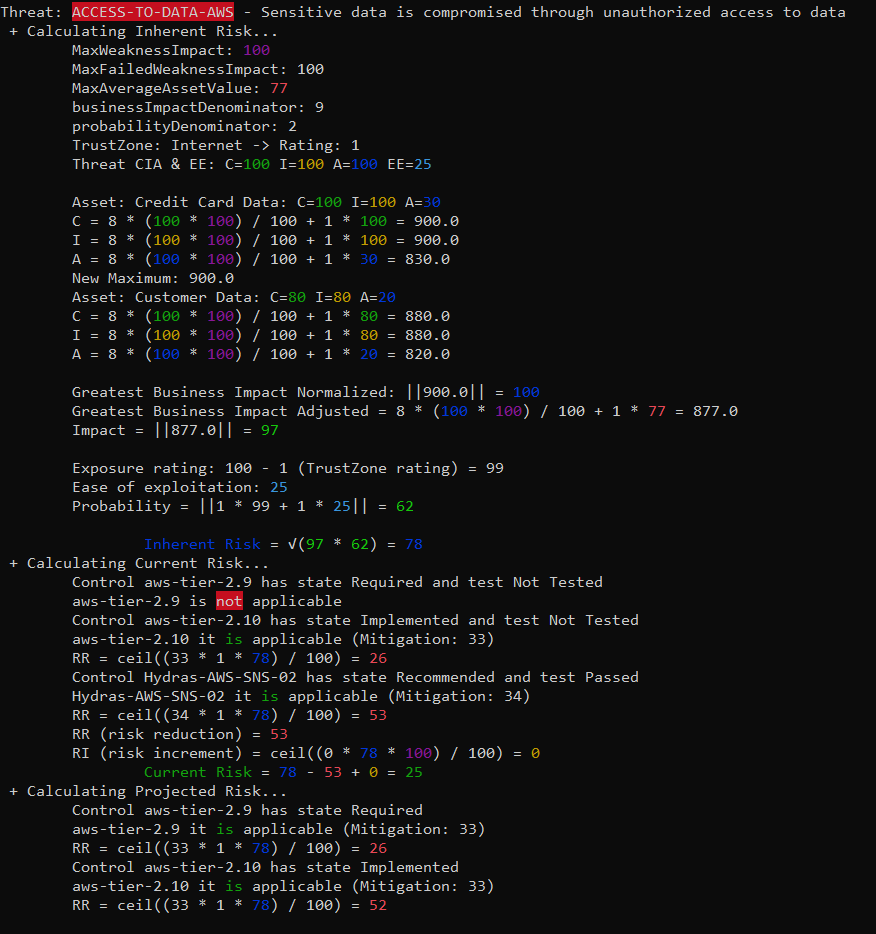 Threat: ACCESS-TO-DATA-AWS - Sensitive data is compromised through unauthorized access to data
+ Calculating Inherent Risk...
MaxWeaknessImpact: 100
MaxFailedWeaknessImpact: 100
MaxAverageAssetValue: 77
businessImpactDenominator: 9
probabilityDenominator: 2
TrustZone: Internet -> Rating: 1
Threat CIA & EE: C=100 I=100 A=100 EE=25
Asset: Credit Card Data: C=100 I=100 A=30
C = 8 * (100 * 100) / 100 + 1 * 100 = 900.0
I = 8 * (100 * 100) / 100 + 1 * 100 = 900.0
A = 8 * (100 * 100) / 100 + 1 * 30 = 830.0
New Maximum: 900.0
Asset: Customer Data: C=80 I=80 A=20
C = 8 * (100 * 100) / 100 + 1 * 80 = 880.0
I = 8 * (100 * 100) / 100 + 1 * 80 = 880.0
A = 8 * (100 * 100) / 100 + 1 * 20 = 820.0
Greatest Business Impact Normalized: ||900.0|| = 100
Greatest Business Impact Adjusted = 8 * (100 * 100) / 100 + 1 * 77 = 877.0
Impact = ||877.0|| = 97
Exposure rating: 100 - 1 (TrustZone rating) = 99
Ease of exploitation: 25
Probability = ||1 * 99 + 1 * 25|| = 62
Inherent Risk = √(97 * 62) = 78
+ Calculating Current Risk...
Control aws-tier-2.9 has state Required and test Not Tested
aws-tier-2.9 is not applicable
Control aws-tier-2.10 has state Implemented and test Not Tested
aws-tier-2.10 it is applicable (Mitigation: 33)
RR = ceil((33 * 1 * 78) / 100) = 26
Control Hydras-AWS-SNS-02 has state Recommended and test Passed
Hydras-AWS-SNS-02 it is applicable (Mitigation: 34)
RR = ceil((34 * 1 * 78) / 100) = 53
RR (risk reduction) = 53
RI (risk increment) = ceil((0 * 78 * 100) / 100) = 0
Current Risk = 78 - 53 + 0 = 25
+ Calculating Projected Risk...
Control aws-tier-2.9 has state Required
aws-tier-2.9 it is applicable (Mitigation: 33)
RR = ceil((33 * 1 * 78) / 100) = 26
Control aws-tier-2.10 has state Implemented
aws-tier-2.10 it is applicable (Mitigation: 33)
RR = ceil((33 * 1 * 78) / 100) = 52